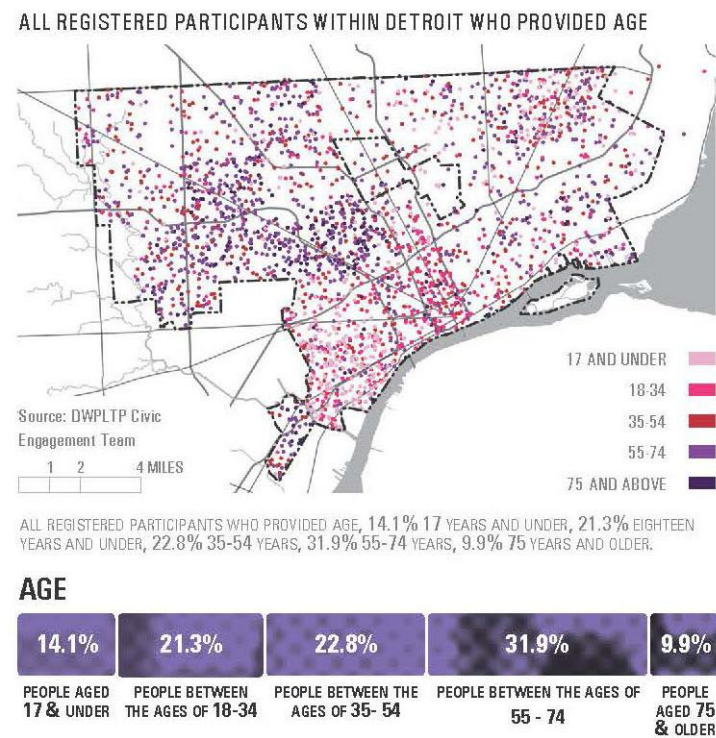 ALL REGISTERED PARTICIPANTS WITHIN DETROIT WHO PROVIDED AGE
17 AND UNDER
18-34
35-54
55-74
75 AND ABOVE
Source: DWPLTP Civic
Engagement Team
1 2 4 MILES
ALL REGISTERED PARTICIPANTS WHO PROVIDED AGE, 14.1% 17 YEARS AND UNDER, 21.3% EIGHTEEN
YEARS AND UNDER, 22.8% 35-54 YEARS, 31.9% 55-74 YEARS, 9.9% 75 YEARS AND OLDER.
AGE
14.1% 21.3% 22.8% 31.9% 9.9%
PEOPLE AGED
17 & UNDER
PEOPLE BETWEEN
THE AGES OF 18-34
PEOPLE BETWEEN THE
AGES OF 35- 54
PEOPLE BETWEEN THE AGES OF
55 - 74
PEOPLE
AGED 75
& OLDER